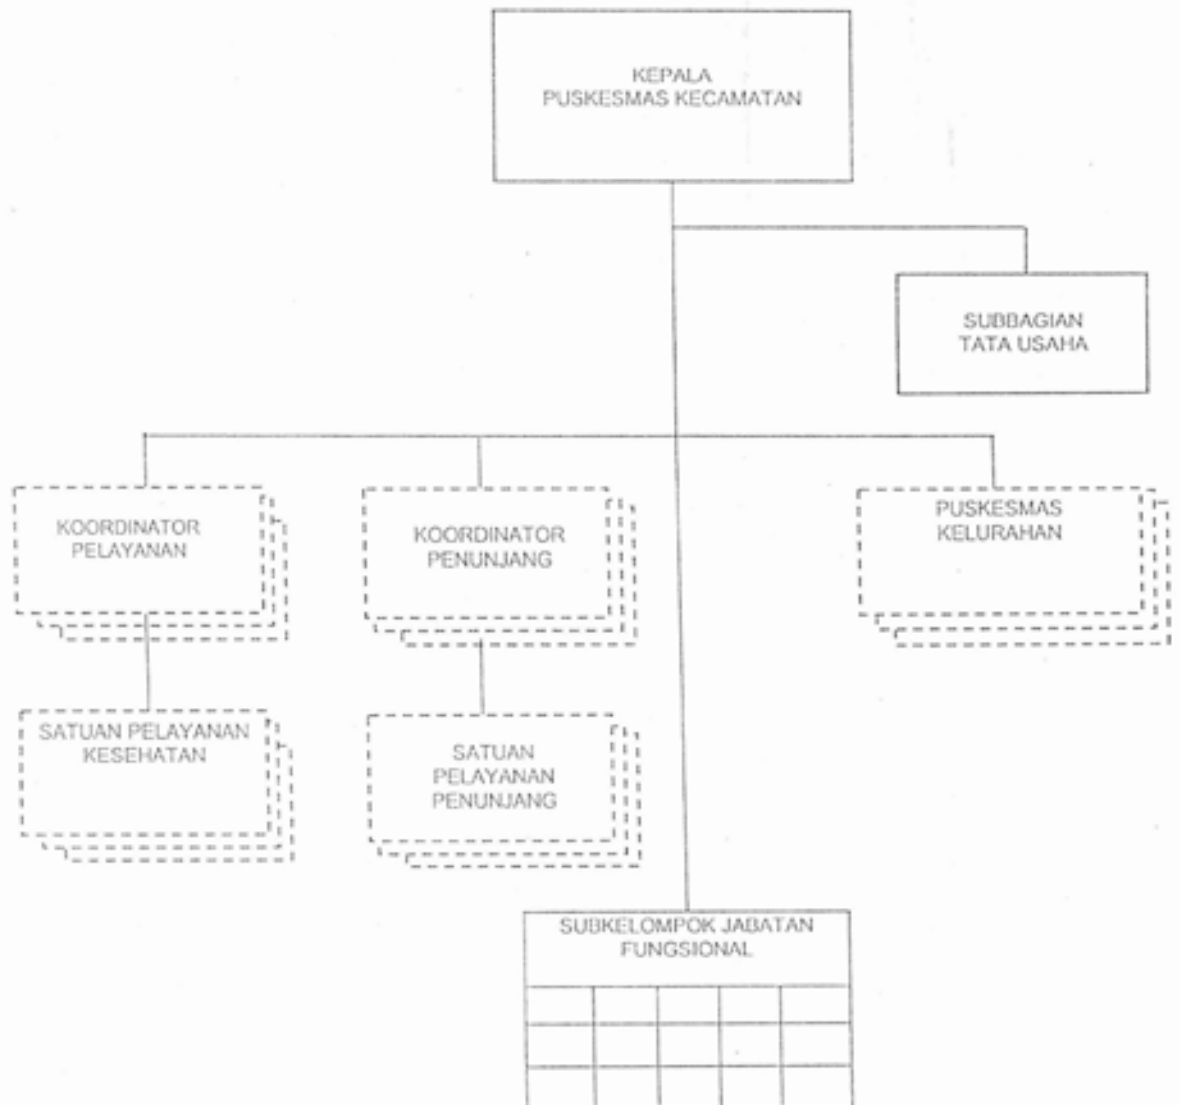 KEPALA
PUSKESMAS KECAMATAN
SUBBAGIAN
TATA USAHA
KOORDINATOR
PELAYANAN
KOORDINATOR
PENUNJANG
PUSKESMAS
KELURAHAN
SATUAN PELAYANAN
KESEHATAN
SATUAN
PELAYANAN
PENUNJANG
SUBKELOMPOK JABATAN
FUNGSIONAL